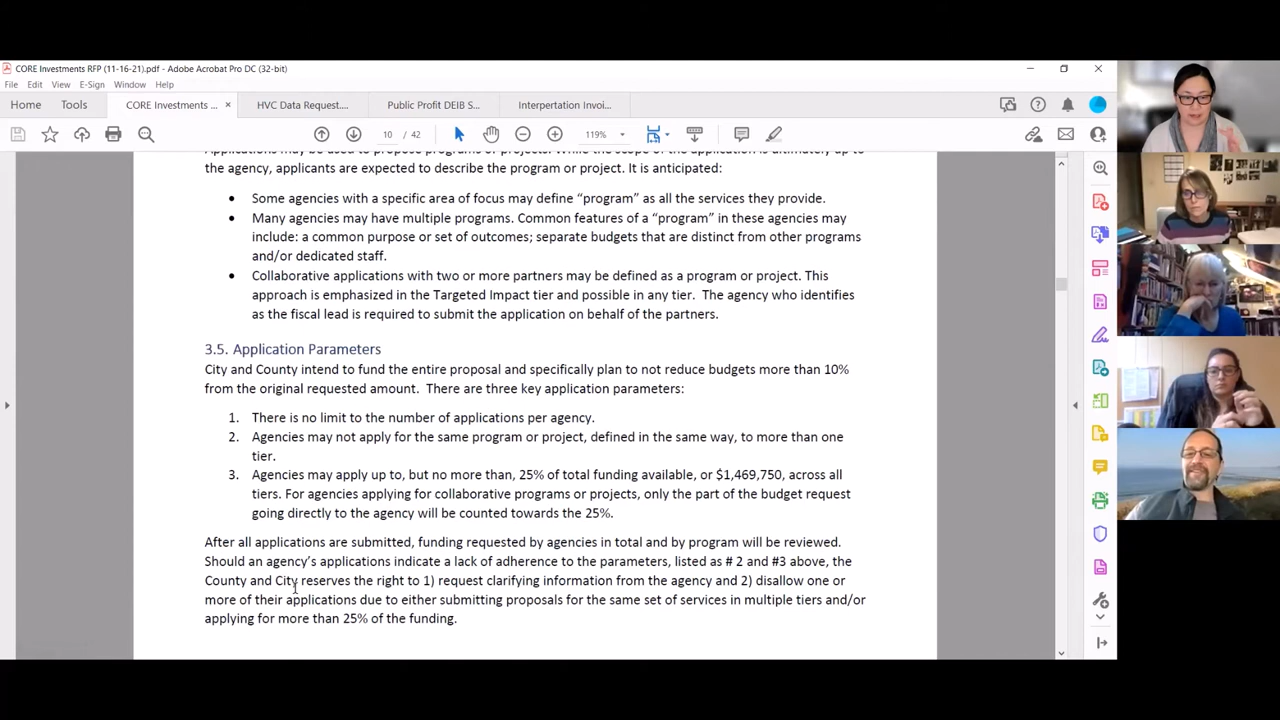 CORE Investments RFP (11-16-21).pdf - Adobe Acrobat Pro DC (32-bit)
File Edit View E-Sign Window Help
Home Tools CORE Investments ... × HVC Data Request.... Public Profit DEIB S... Interpertation Invoi...
10 / 42 119%
the agency, applicants are expected to describe the program or project. It is anticipated:
• Some agencies with a specific area of focus may define “program” as all the services they provide.
• Many agencies may have multiple programs. Common features of a “program” in these agencies may
include: a common purpose or set of outcomes; separate budgets that are distinct from other programs
and/or dedicated staff.
• Collaborative applications with two or more partners may be defined as a program or project. This
approach is emphasized in the Targeted Impact tier and possible in any tier. The agency who identifies
as the fiscal lead is required to submit the application on behalf of the partners.
3.5. Application Parameters
City and County intend to fund the entire proposal and specifically plan to not reduce budgets more than 10%
from the original requested amount. There are three key application parameters:
1. There is no limit to the number of applications per agency.
2. Agencies may not apply for the same program or project, defined in the same way, to more than one
tier.
3. Agencies may apply up to, but no more than, 25% of total funding available, or $1,469,750, across all
tiers. For agencies applying for collaborative programs or projects, only the part of the budget request
going directly to the agency will be counted towards the 25%.
After all applications are submitted, funding requested by agencies in total and by program will be reviewed.
Should an agency’s applications indicate a lack of adherence to the parameters, listed as # 2 and #3 above, the
County and City reserves the right to 1) request clarifying information from the agency and 2) disallow one or
more of their applications due to either submitting proposals for the same set of services in multiple tiers and/or
applying for more than 25% of the funding.